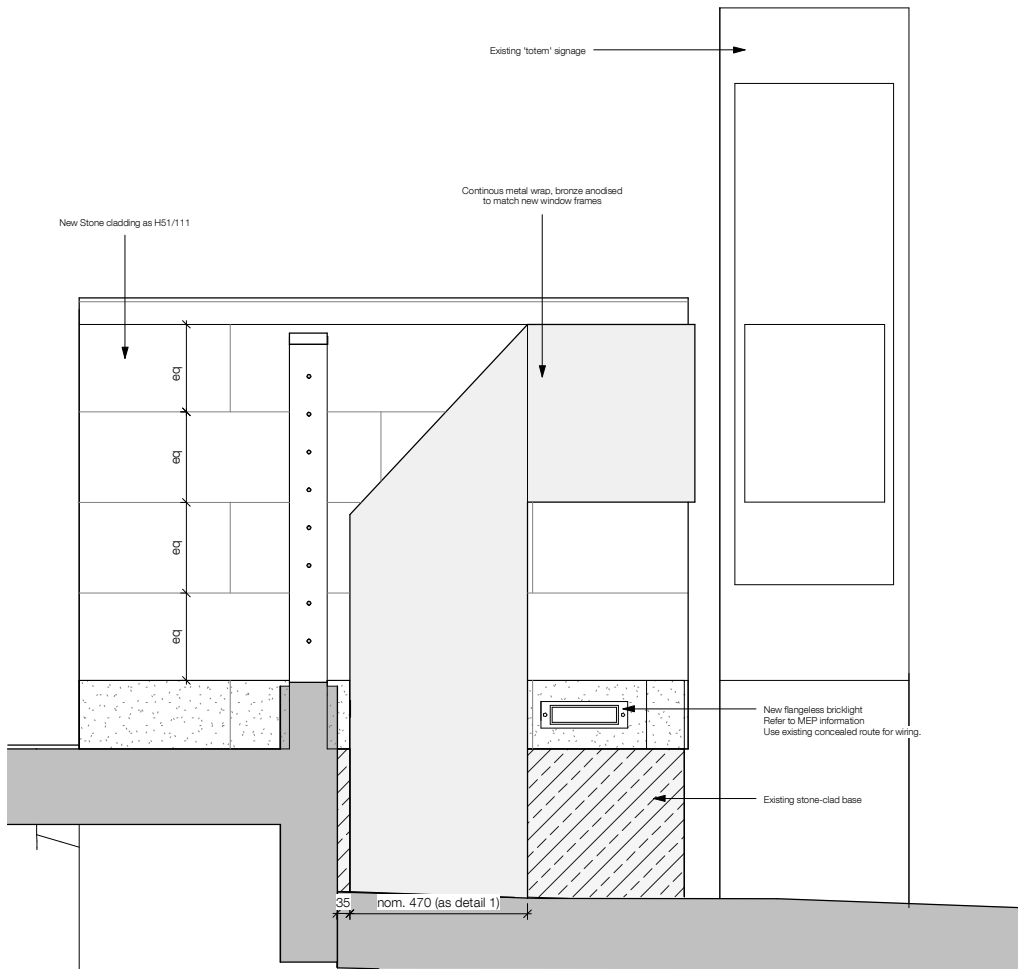 Existing 'totem' signage
Continous metal wrap, bronze anodised
to match new window frames
New Stone cladding as H51/111
eq
eq
eq
eq
New flangeless bricklight
Refer to MEP information
Use existing concealed route for wiring.
Existing stone-clad base
35 nom. 470 (as detail 1)